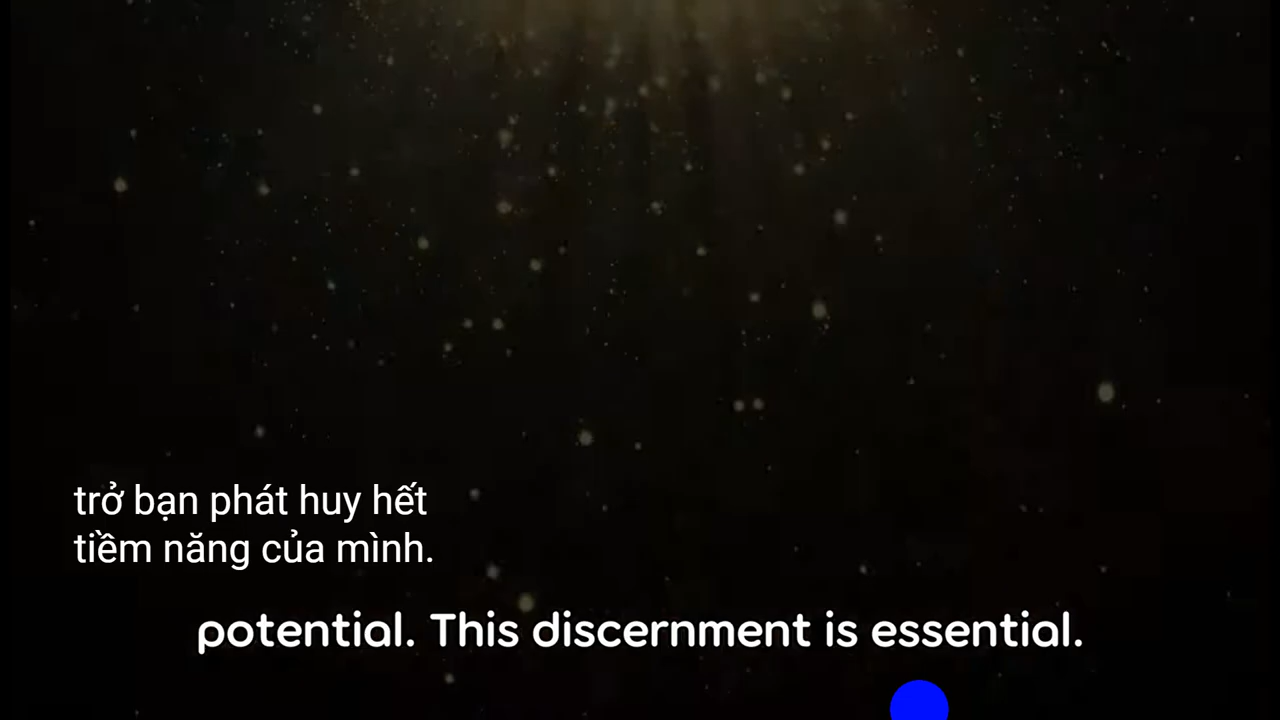 trở bạn phát huy hết
tiềm năng của mình.
potential. This discernment is essential.